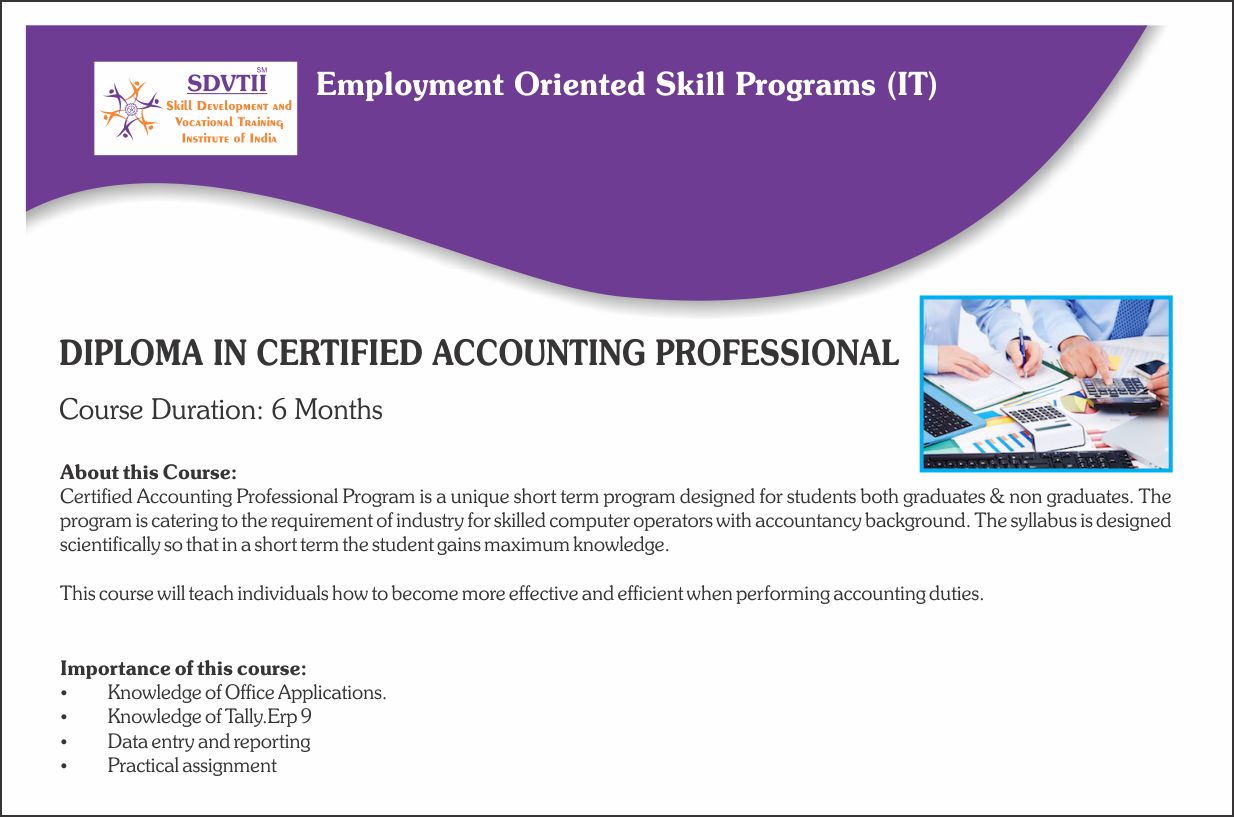 SDVTII SM
Skill Development and
Vocational Training
Institute of India
Employment Oriented Skill Programs (IT)
DIPLOMA IN CERTIFIED ACCOUNTING PROFESSIONAL
Course Duration: 6 Months
About this Course:
Certified Accounting Professional Program is a unique short term program designed for students both graduates & non graduates. The
program is catering to the requirement of industry for skilled computer operators with accountancy background. The syllabus is designed
scientifically so that in a short term the student gains maximum knowledge.
This course will teach individuals how to become more effective and efficient when performing accounting duties.
Importance of this course:
• Knowledge of Office Applications.
• Knowledge of Tally.Erp 9
• Data entry and reporting
• Practical assignment